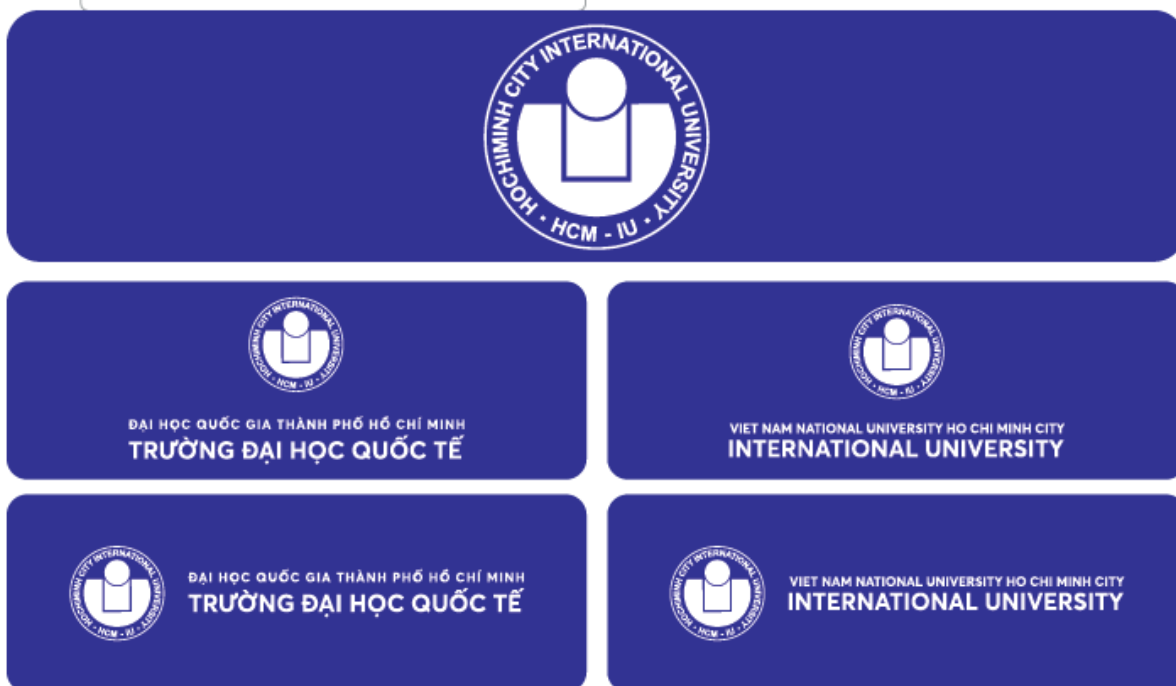 HOCHIMINH CITY INTERNATIONAL UNIVERSITY
· HCM - IU ·
HOCHIMINH CITY INTERNATIONAL UNIVERSITY
· HCM - IU ·
ĐẠI HỌC QUỐC GIA THÀNH PHỐ HỒ CHÍ MINH
TRƯỜNG ĐẠI HỌC QUỐC TẾ
HOCHIMINH CITY INTERNATIONAL UNIVERSITY
· HCM - IU ·
VIET NAM NATIONAL UNIVERSITY HO CHI MINH CITY
INTERNATIONAL UNIVERSITY
HOCHIMINH CITY INTERNATIONAL UNIVERSITY
· HCM - IU ·
ĐẠI HỌC QUỐC GIA THÀNH PHỐ HỒ CHÍ MINH
TRƯỜNG ĐẠI HỌC QUỐC TẾ
HOCHIMINH CITY INTERNATIONAL UNIVERSITY
· HCM - IU ·
VIET NAM NATIONAL UNIVERSITY HO CHI MINH CITY
INTERNATIONAL UNIVERSITY